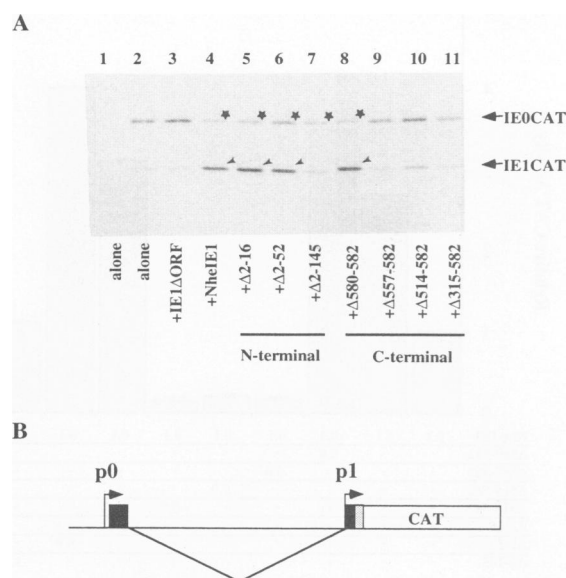 A
1 2 3 4 5 6 7 8 9 10 11
IE0CAT
IE1CAT
alone
alone
+IE1ΔORF
+NheIE1
+Δ2-16
+Δ2-52
+Δ2-145
+Δ580-582
+Δ557-582
+Δ514-582
+Δ315-582
N-terminal C-terminal
B
p0 p1
CAT